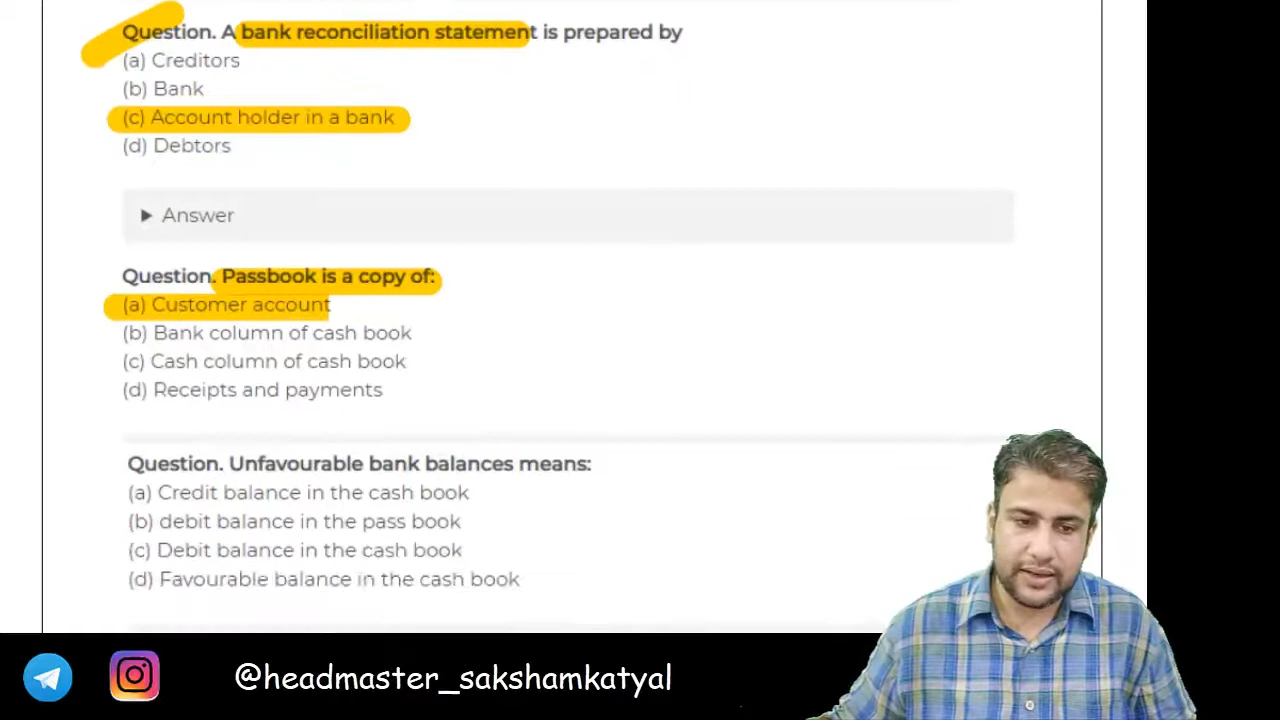 Question. A bank reconciliation statement is prepared by
(a) Creditors
(b) Bank
(c) Account holder in a bank
(d) Debtors
Answer
Question. Passbook is a copy of:
(a) Customer account
(b) Bank column of cash book
(c) Cash column of cash book
(d) Receipts and payments
Question. Unfavourable bank balances means:
(a) Credit balance in the cash book
(b) debit balance in the pass book
(c) Debit balance in the cash book
(d) Favourable balance in the cash book
@headmaster_sakshamkatyal